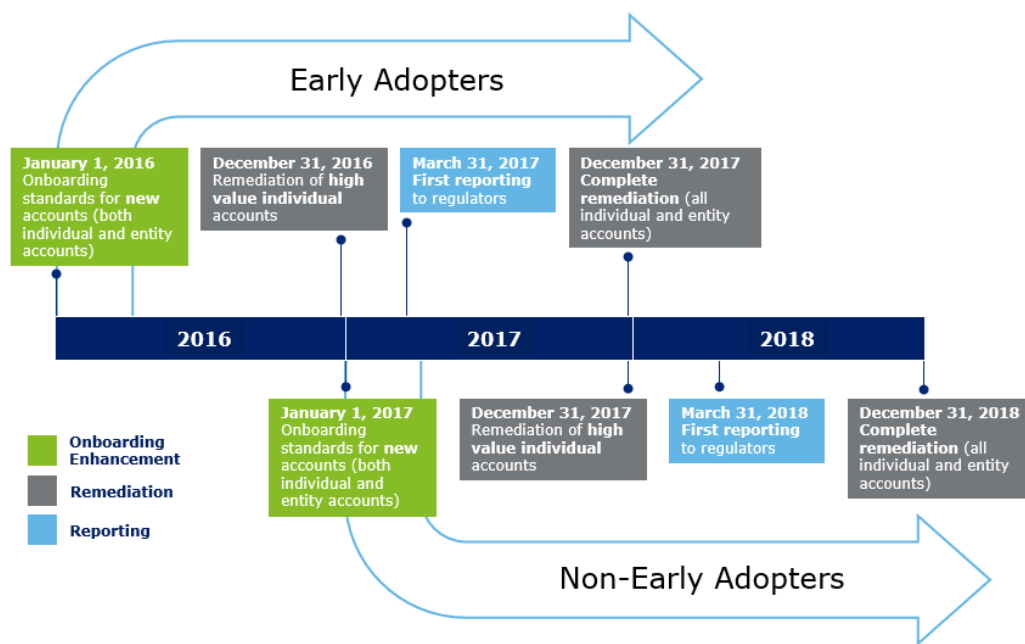 Early Adopters
January 1, 2016
Onboarding
standards for new
accounts (both
individual and entity
accounts)
December 31, 2016
Remediation of high
value individual
accounts
March 31, 2017
First reporting
to regulators
December 31, 2017
Complete
remediation (all
individual and entity
accounts)
2016
2017
2018
January 1, 2017
Onboarding
standards for new
accounts (both
individual and
entity accounts)
December 31, 2017
Remediation of high
value individual
accounts
March 31, 2018
First reporting
to regulators
December 31, 2018
Complete
remediation (all
individual and entity
accounts)
Onboarding
Enhancement
Remediation
Reporting
Non-Early Adopters